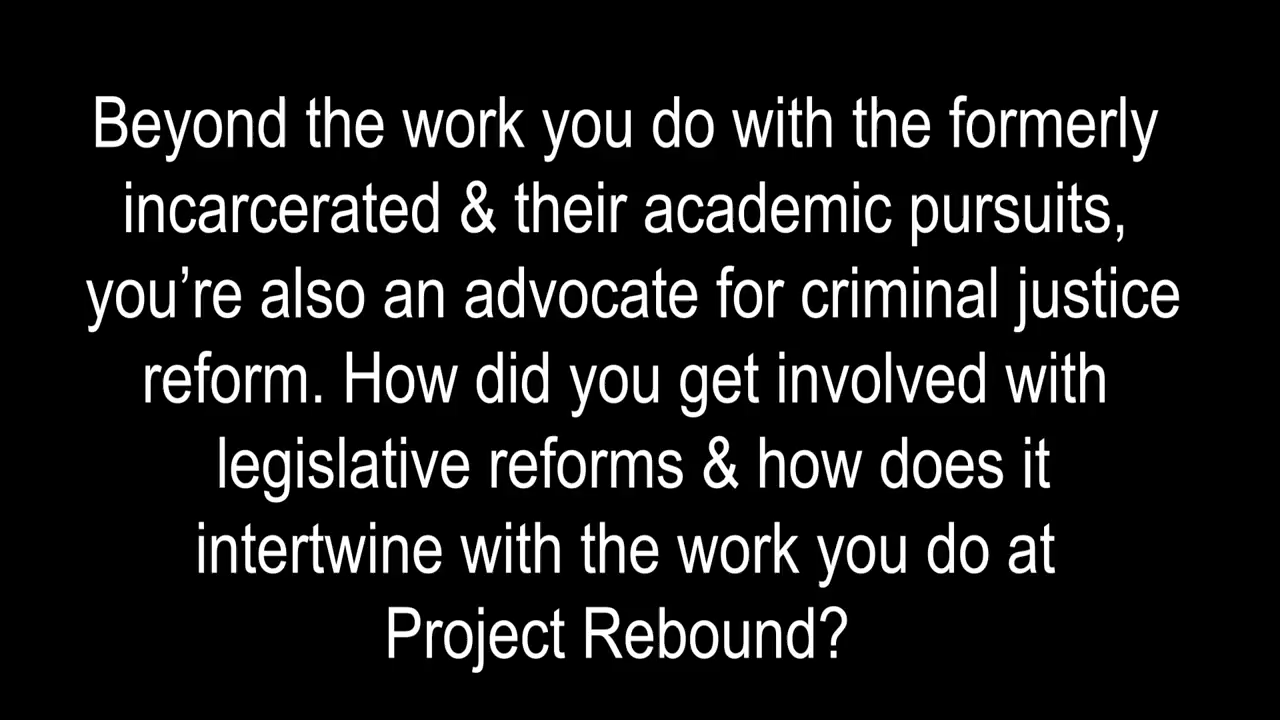 Beyond the work you do with the formerly
incarcerated & their academic pursuits,
you’re also an advocate for criminal justice
reform. How did you get involved with
legislative reforms & how does it
intertwine with the work you do at
Project Rebound?